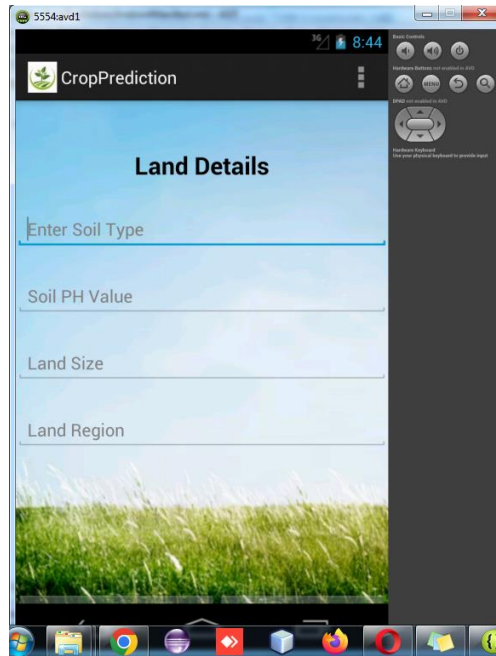 5554:avd1
3G 8:44
CropPrediction
Land Details
Enter Soil Type
Soil PH Value
Land Size
Land Region
Basic Controls
Hardware Buttons not enabled in AVD
MENU
DPAD not enabled in AVD
Hardware Keyboard
Use your physical keyboard to provide input